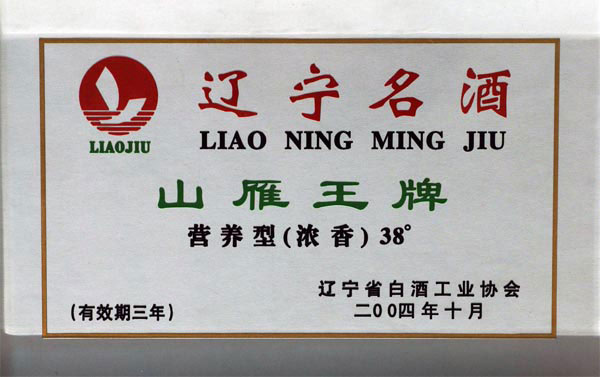 辽宁名酒
LIAOJIU
LIAO NING MING JIU
山雁王牌
营养型(浓香)38°
辽宁省白酒工业协会
(有效期三年)
二00四年十月